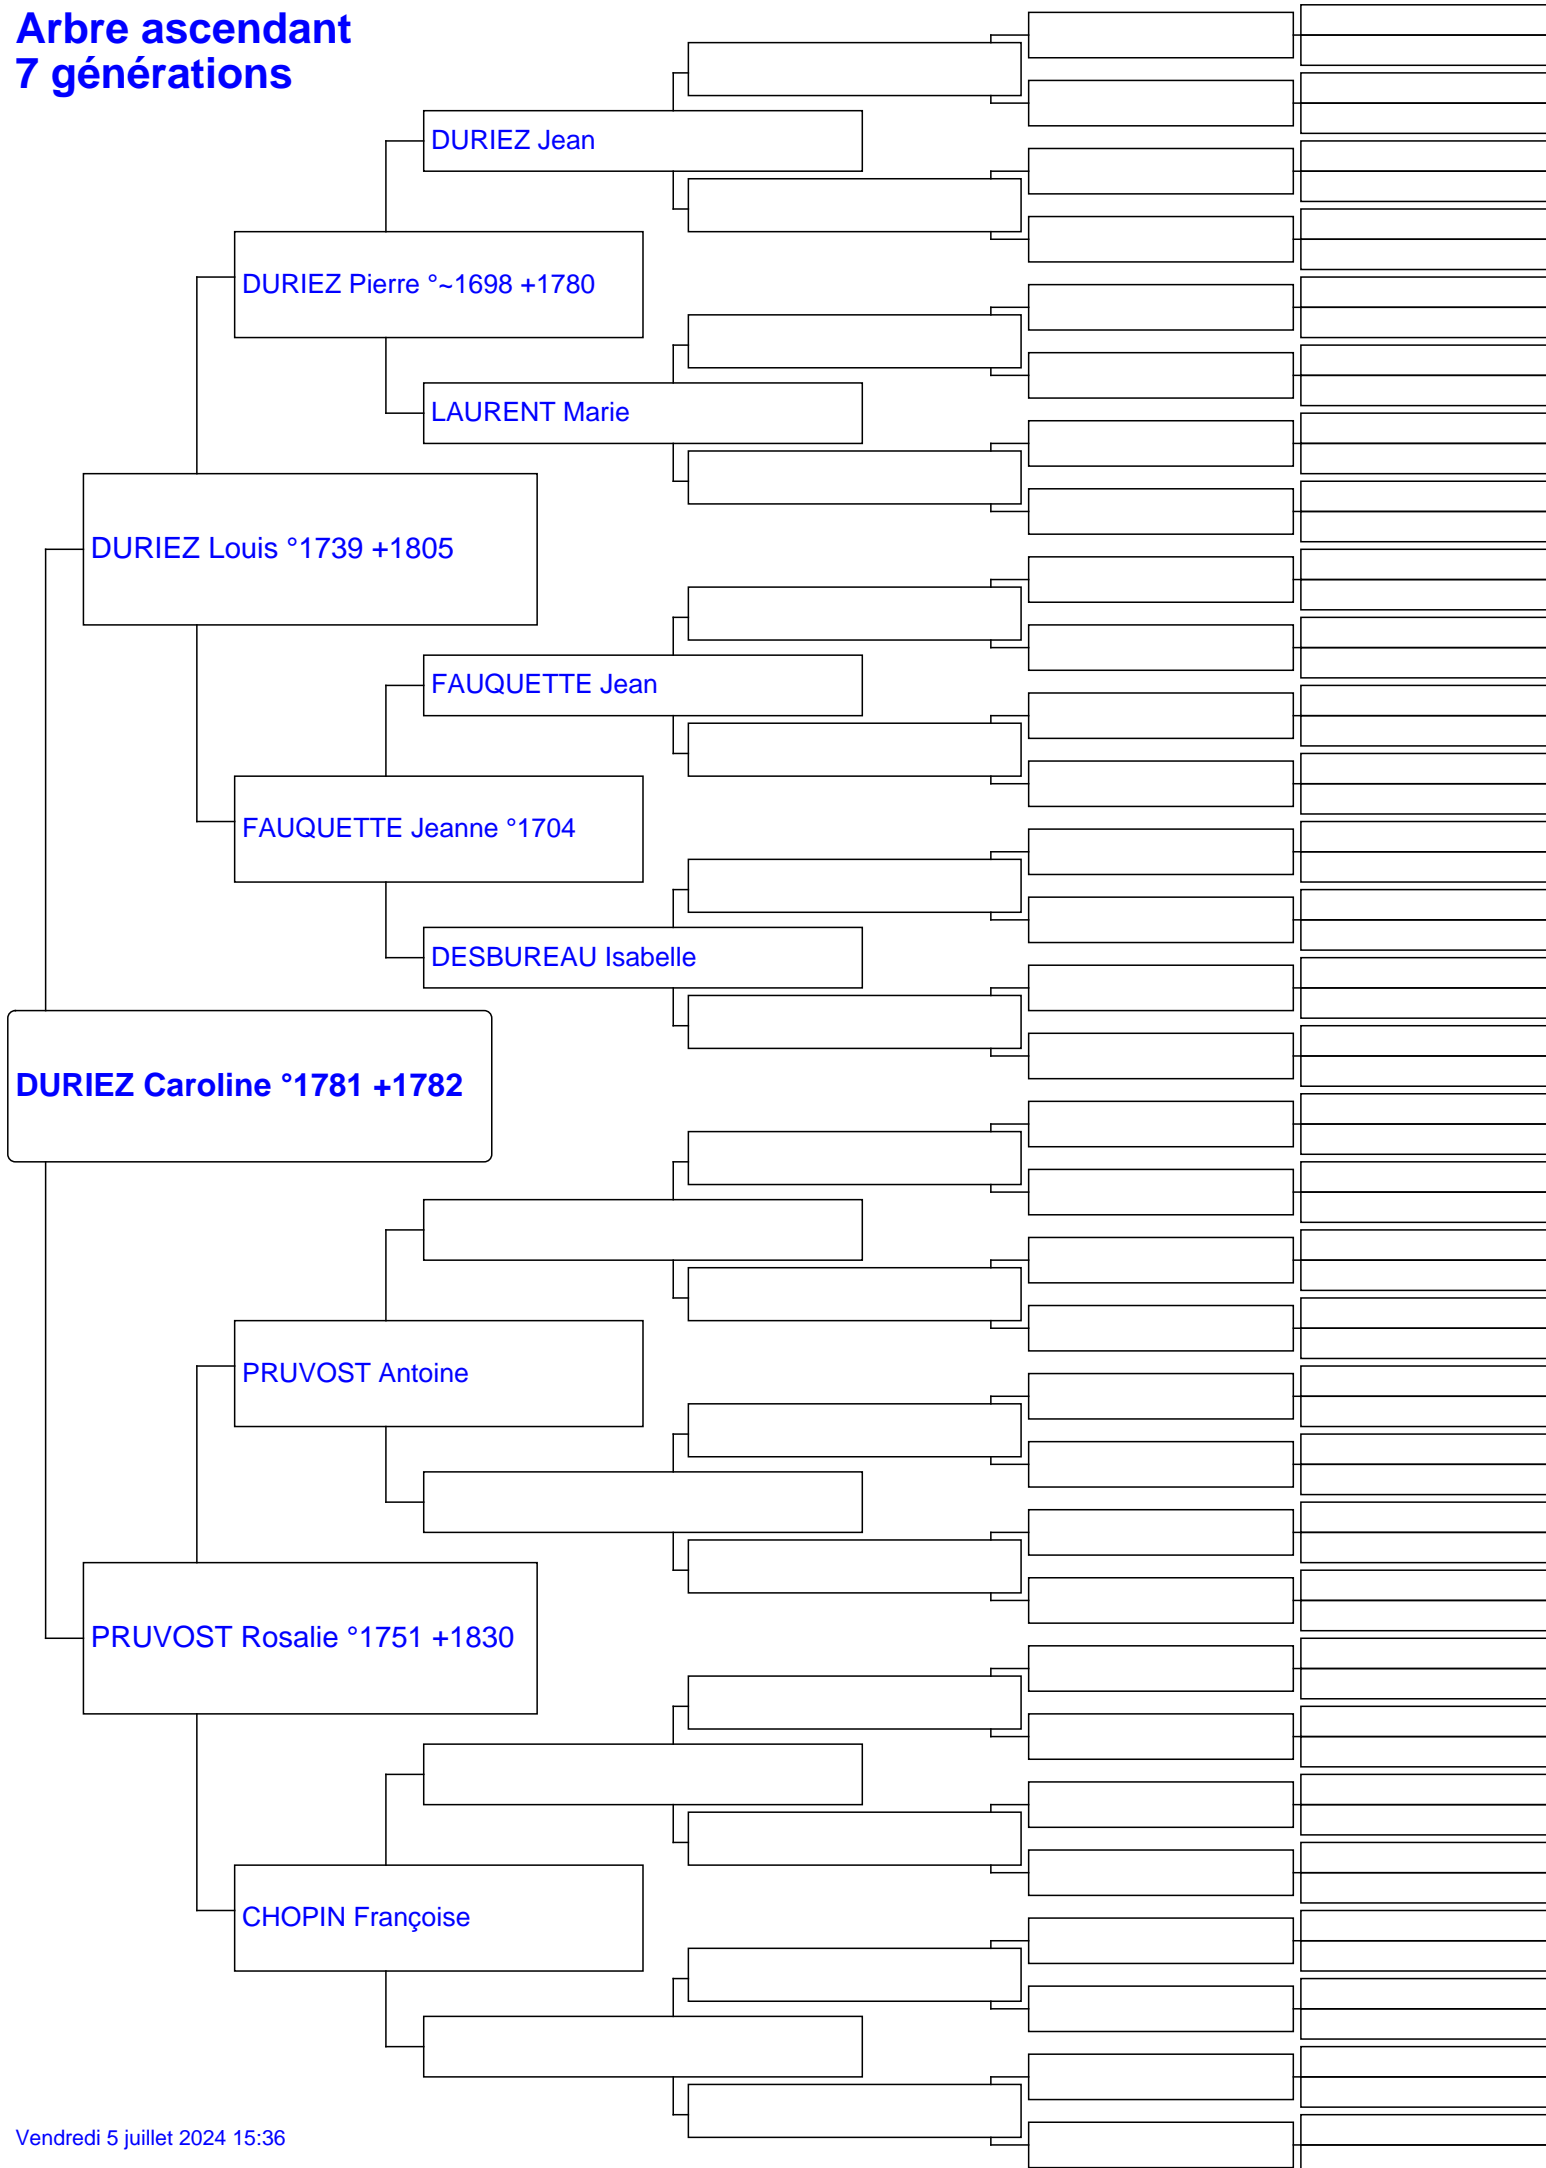 Arbre ascendant
7 générations
DURIEZ Jean
DURIEZ Pierre °~1698 +1780
LAURENT Marie
DURIEZ Louis °1739 +1805
FAUQUETTE Jean
FAUQUETTE Jeanne °1704
DESBUREAU Isabelle
DURIEZ Caroline °1781 +1782
PRUVOST Antoine
PRUVOST Rosalie °1751 +1830
CHOPIN Françoise
Vendredi 5 juillet 2024 15:36